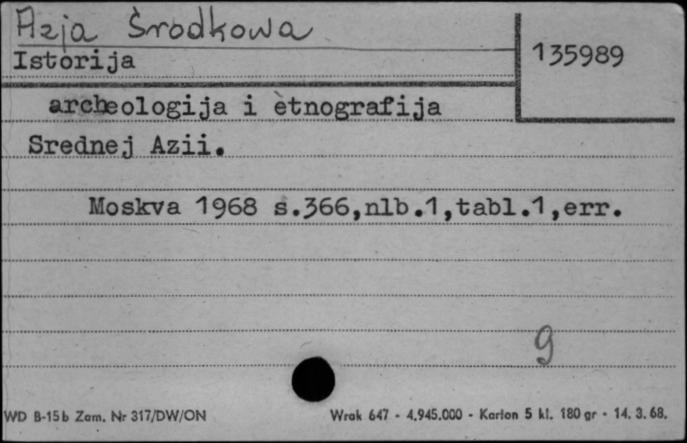 Azja Środkowa
Istorija
135989
archeologija i ètnografija
Srednej Azii.
Moskva 1968 s.366,nlb.1,tabl.1,err.
9
WD B-15b Zam. Nr 317/DW/ON
Wrak 647 - 4.945.000 - Karton 5 kl. 180 gr - 14. 3. 68.